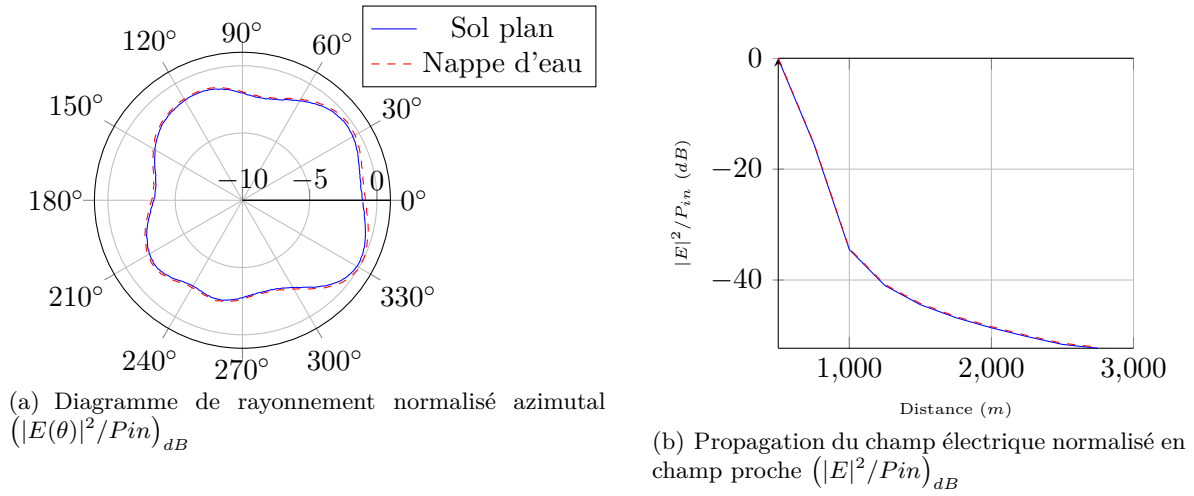 Sol plan
Nappe d'eau
90°
120° 60°
150° 30°
180° −10 −5 0 0°
210° 330°
240° 300°
270°
(a) Diagramme de rayonnement normalisé azimutal
(|E(θ)|²/Pin)_{dB}
0
−20
−40
|E|²/P_{in} (dB)
1,000 2,000 3,000
Distance (m)
(b) Propagation du champ électrique normalisé en
champ proche (|E|²/Pin)_{dB}